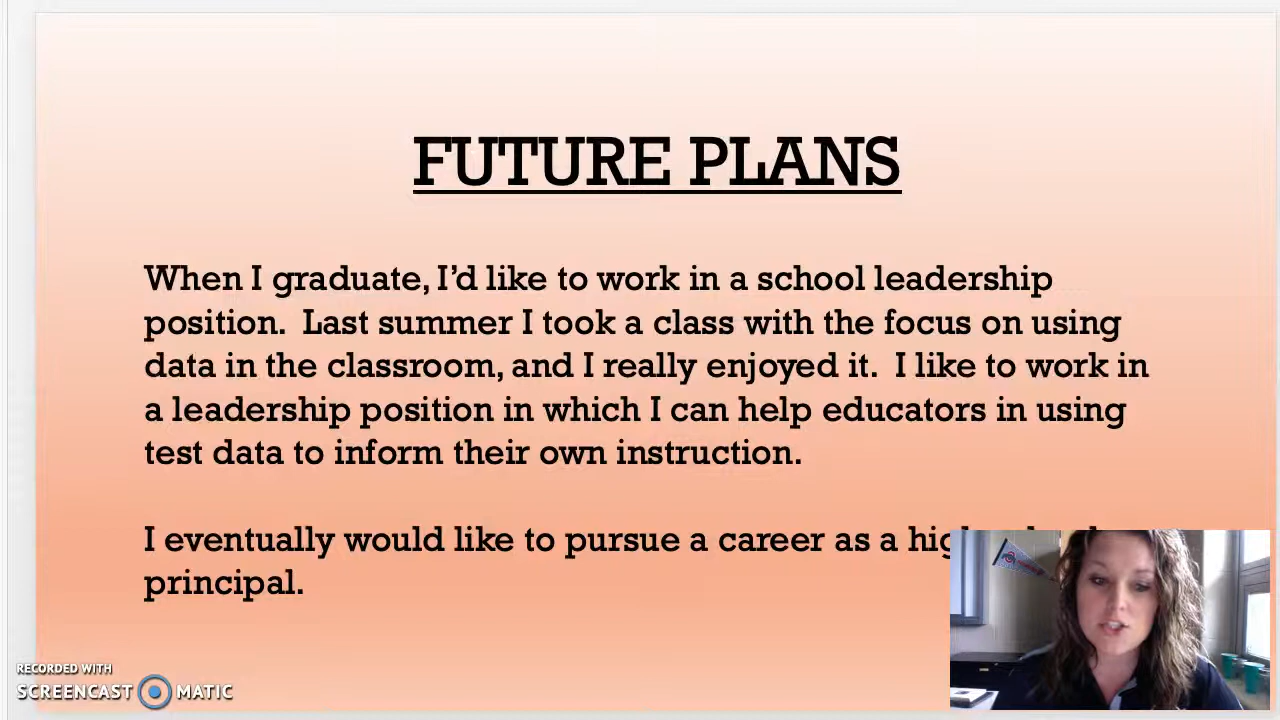 FUTURE PLANS
When I graduate, I’d like to work in a school leadership
position.  Last summer I took a class with the focus on using
data in the classroom, and I really enjoyed it.  I like to work in
a leadership position in which I can help educators in using
test data to inform their own instruction.
I eventually would like to pursue a career as a
principal.
RECORDED WITH
SCREENCAST MATIC